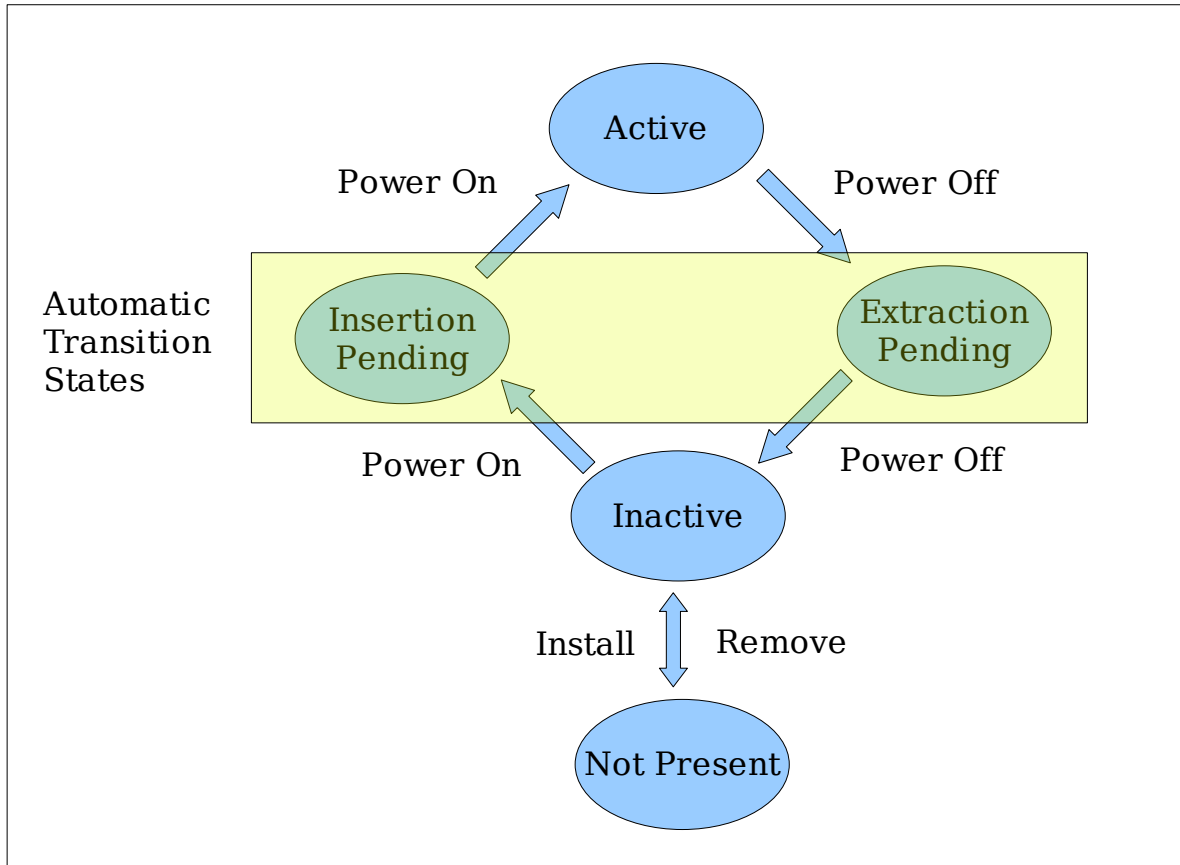 Active
Power On
Power Off
Automatic
Transition
States
Insertion
Pending
Extraction
Pending
Power On
Power Off
Inactive
Install
Remove
Not Present